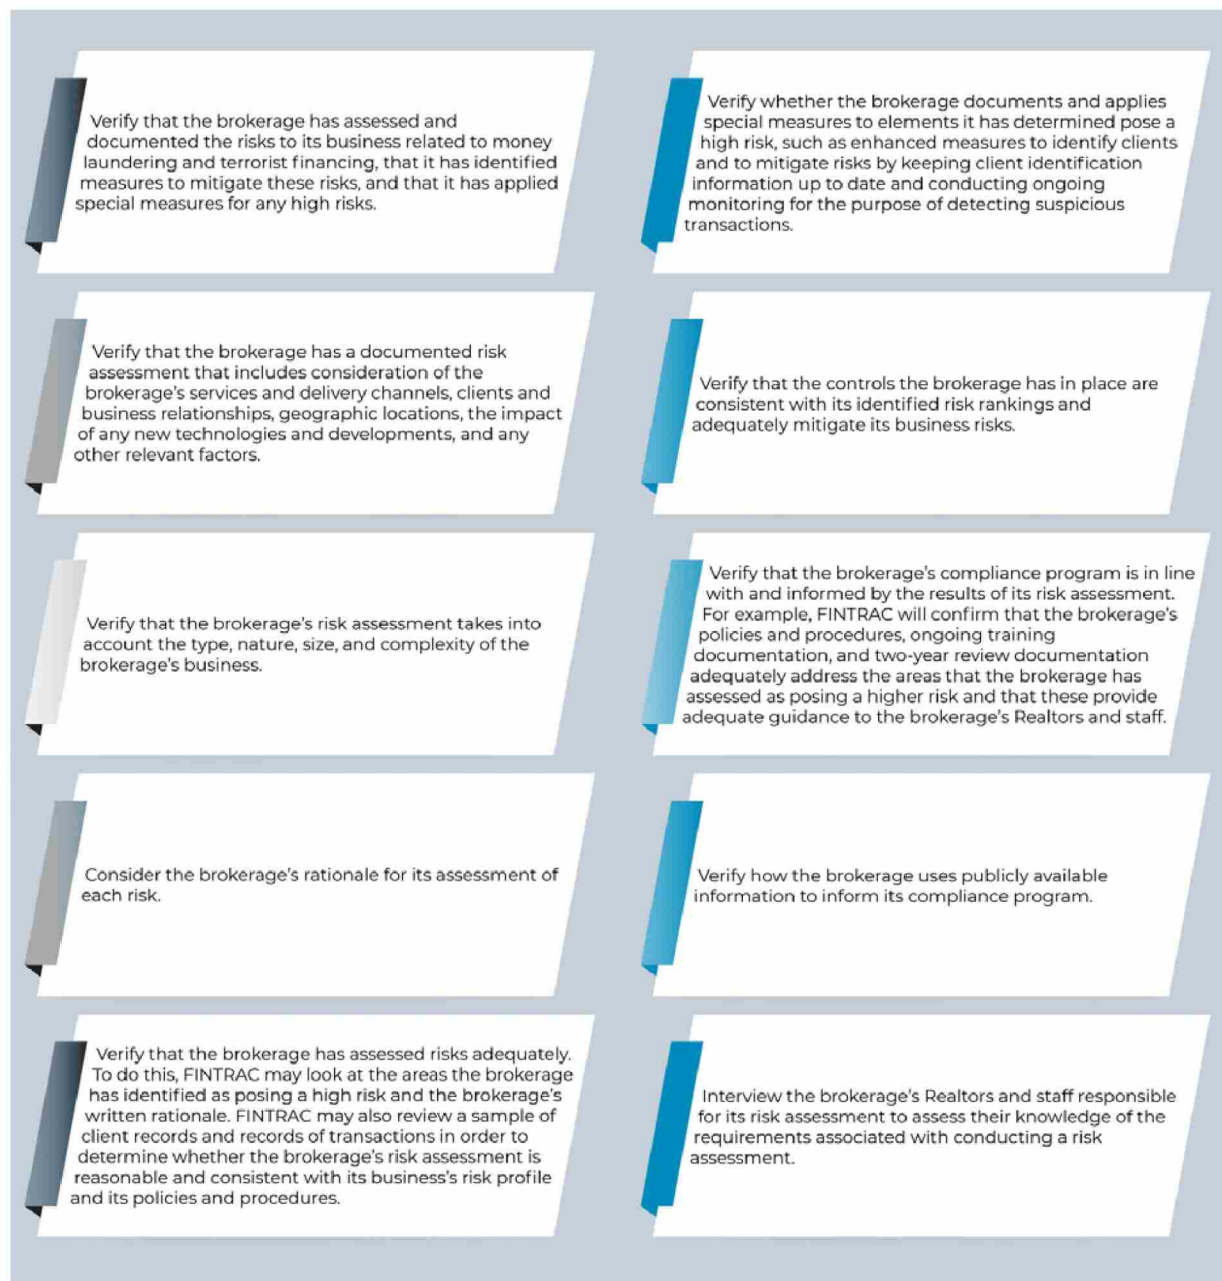 Verify that the brokerage has assessed and
documented the risks to its business related to money
laundering and terrorist financing, that it has identified
measures to mitigate these risks, and that it has applied
special measures for any high risks.
Verify that the brokerage has a documented risk
assessment that includes consideration of the
brokerage's services and delivery channels, clients and
business relationships, geographic locations, the impact
of any new technologies and developments, and any
other relevant factors.
Verify that the brokerage's risk assessment takes into
account the type, nature, size, and complexity of the
brokerage's business.
Consider the brokerage's rationale for its assessment of
each risk.
Verify that the brokerage has assessed risks adequately.
To do this, FINTRAC may look at the areas the brokerage
has identified as posing a high risk and the brokerage's
written rationale. FINTRAC may also review a sample of
client records and records of transactions in order to
determine whether the brokerage's risk assessment is
reasonable and consistent with its business's risk profile
and its policies and procedures.
Verify whether the brokerage documents and applies
special measures to elements it has determined pose a
high risk, such as enhanced measures to identify clients
and to mitigate risks by keeping client identification
information up to date and conducting ongoing
monitoring for the purpose of detecting suspicious
transactions.
Verify that the controls the brokerage has in place are
consistent with its identified risk rankings and
adequately mitigate its business risks.
Verify that the brokerage's compliance program is in line
with and informed by the results of its risk assessment.
For example, FINTRAC will confirm that the brokerage's
policies and procedures, ongoing training
documentation, and two-year review documentation
adequately address the areas that the brokerage has
assessed as posing a higher risk and that these provide
adequate guidance to the brokerage's Realtors and staff.
Verify how the brokerage uses publicly available
information to inform its compliance program.
Interview the brokerage's Realtors and staff responsible
for its risk assessment to assess their knowledge of the
requirements associated with conducting a risk
assessment.